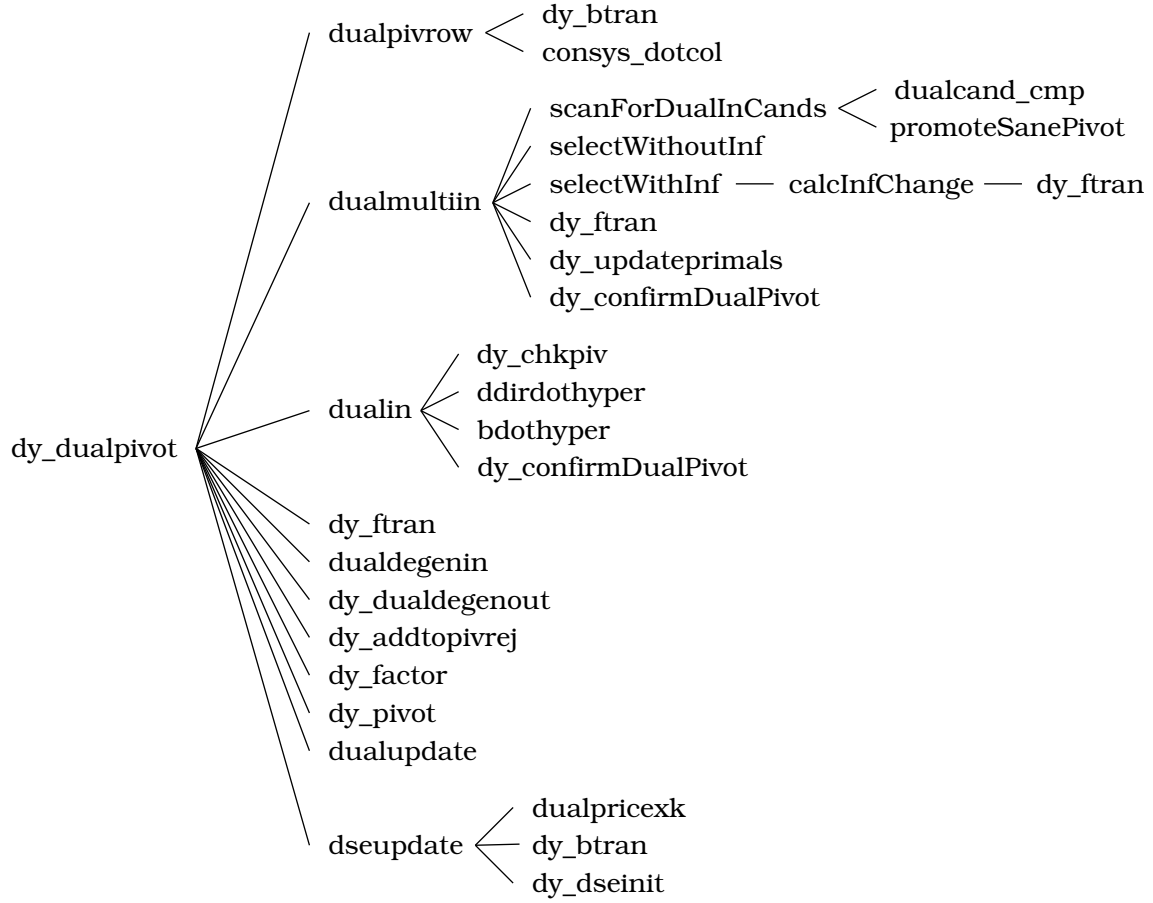 dy_btran
dualpivrow
consys_dotcol
dualcand_cmp
scanForDualInCands
promoteSanePivot
selectWithoutInf
selectWithInf calcInfChange dy_ftran
dualmultiin
dy_ftran
dy_updateprimals
dy_confirmDualPivot
dy_chkpiv
ddirdothyper
dualin
bdothyper
dy_dualpivot
dy_confirmDualPivot
dy_ftran
dualdegenin
dy_dualdegenout
dy_addtopivrej
dy_factor
dy_pivot
dualupdate
dualpricexk
dseupdate dy_btran
dy_dseinit